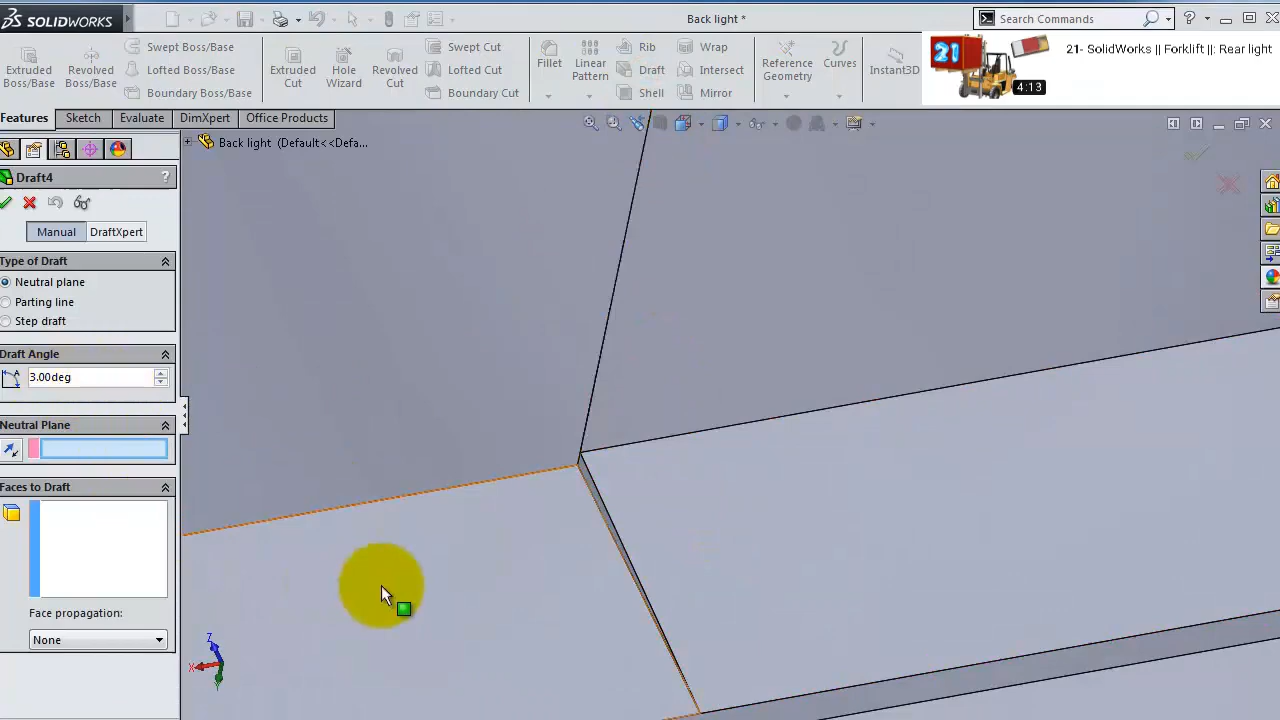 SOLIDWORKS
Back light *
Search Commands
?
21
21- SolidWorks || Forklift ||: Rear light
4:13
Extruded Boss/Base
Revolved Boss/Base
Swept Boss/Base
Lofted Boss/Base
Boundary Boss/Base
Extruded Cut
Hole Wizard
Revolved Cut
Swept Cut
Lofted Cut
Boundary Cut
Fillet
Linear Pattern
Rib
Draft
Shell
Wrap
Intersect
Mirror
Reference Geometry
Curves
Instant3D
Features
Sketch
Evaluate
DimXpert
Office Products
Back light (Default<<Defa...
Draft4
?
Manual
DraftXpert
Type of Draft
Neutral plane
Parting line
Step draft
Draft Angle
3.00deg
Neutral Plane
Faces to Draft
Face propagation:
None
Z
X